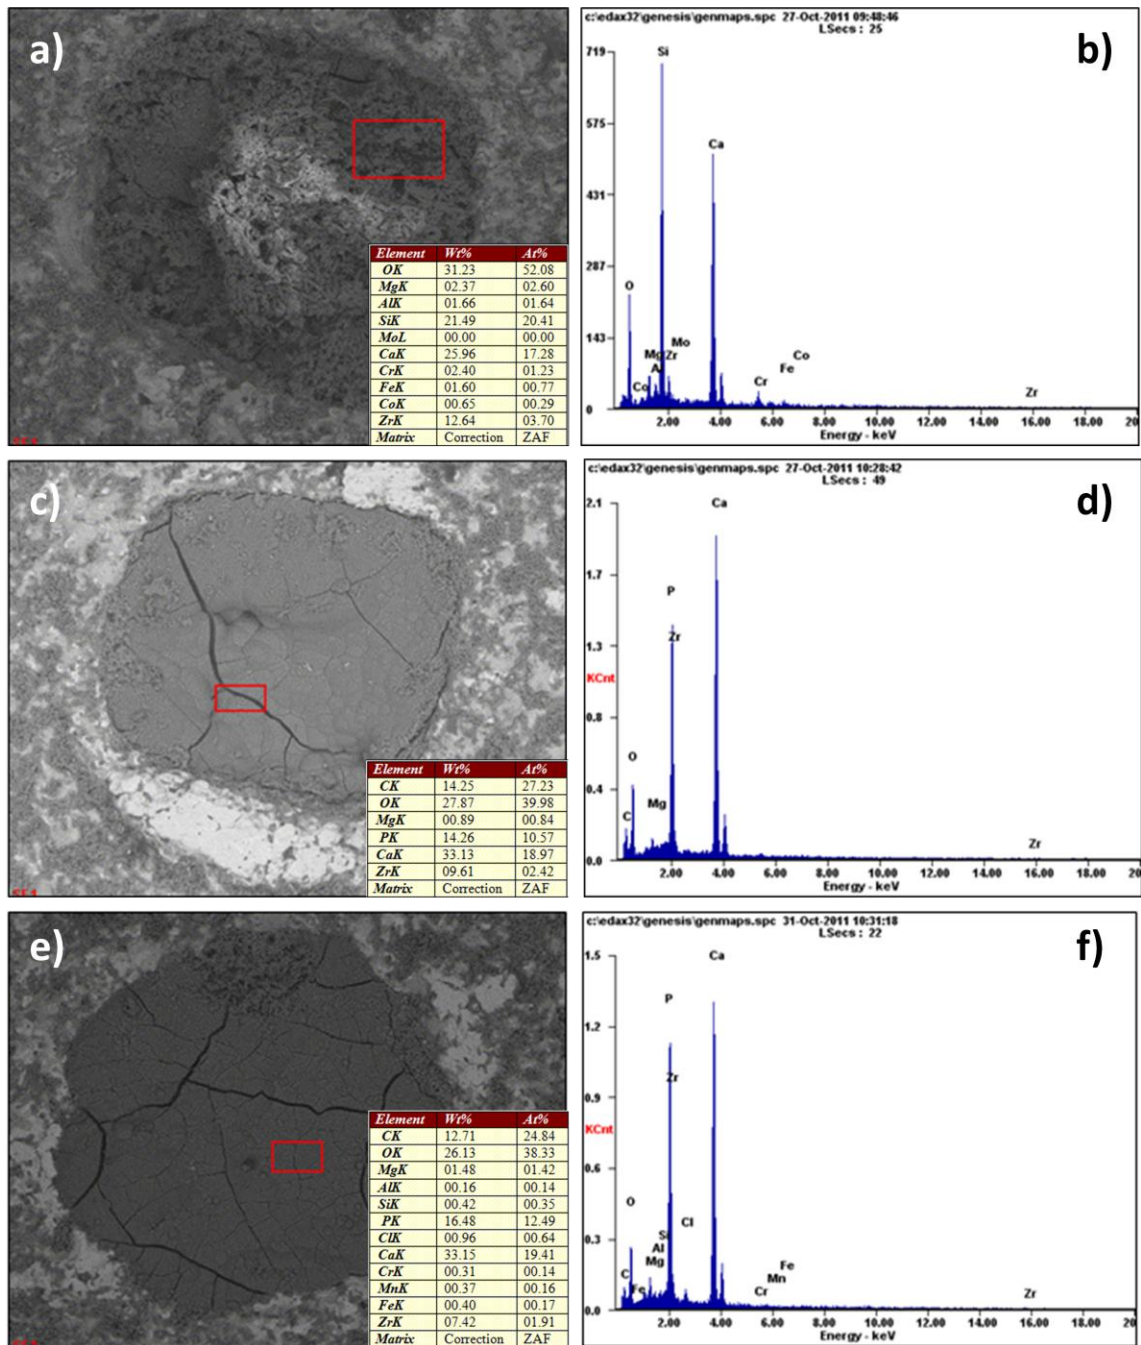 a)
Element Wt% At%
OK 31.23 52.08
MgK 02.37 02.60
AlK 01.66 01.64
SiK 21.49 20.41
MoL 00.00 00.00
CaK 25.96 17.28
CrK 02.40 01.23
FeK 01.60 00.77
CoK 00.65 00.29
ZrK 12.64 03.70
Matrix Correction ZAF
b)
c:\edax32\genesis\genmaps.spc 27-Oct-2011 09:48:46
LSecs : 25
719
575
431
287
143
0
Si
Ca
O
Mo
Mg Zr
Co
Cr
Fe
Co
Zr
2.00 4.00 6.00 8.00 10.00 12.00 14.00 16.00 18.00 20
Energy - keV
c)
Element Wt% At%
CK 14.25 27.23
OK 27.87 39.98
MgK 00.89 00.84
PK 14.26 10.57
CaK 33.13 18.97
ZrK 09.61 02.42
Matrix Correction ZAF
d)
c:\edax32\genesis\genmaps.spc 27-Oct-2011 10:28:42
LSecs : 49
2.1
1.7
1.3
KCnt
0.8
0.4
0.0
Ca
P
Zr
O
Mg
C
Zr
2.00 4.00 6.00 8.00 10.00 12.00 14.00 16.00 18.00 20
Energy - keV
e)
Element Wt% At%
CK 12.71 24.84
OK 26.13 38.33
MgK 01.48 01.42
AlK 00.16 00.14
SiK 00.42 00.35
PK 16.48 12.49
ClK 00.96 00.64
CaK 33.15 19.41
CrK 00.31 00.14
MnK 00.37 00.16
FeK 00.40 00.17
ZrK 07.42 01.91
Matrix Correction ZAF
f)
c:\edax32\genesis\genmaps.spc 31-Oct-2011 10:31:18
LSecs : 22
1.5
1.2
0.9
KCnt
0.6
0.3
0.0
Ca
P
Zr
O
Cl
Si
Al
Mg
C
Fe
Fe
Mn
Cr
Zr
2.00 4.00 6.00 8.00 10.00 12.00 14.00 16.00 18.00 20
Energy - keV